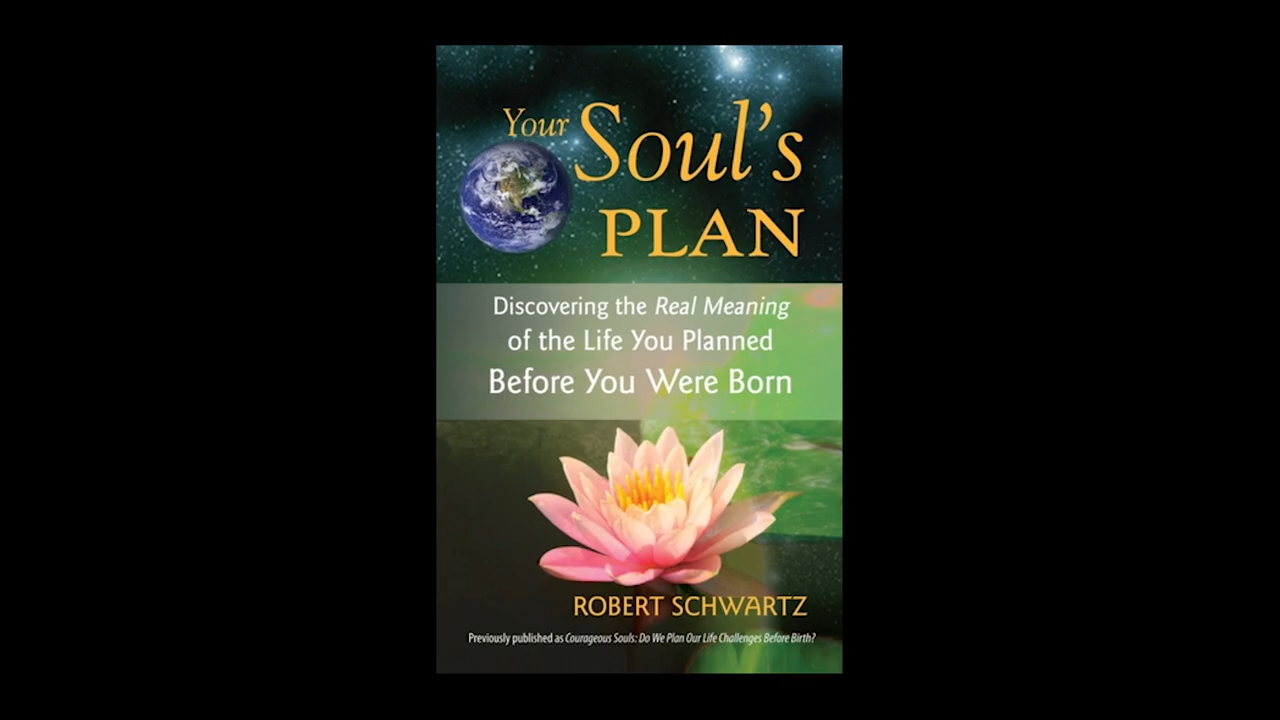 Your Soul's
PLAN
Discovering the Real Meaning
of the Life You Planned
Before You Were Born
ROBERT SCHWARTZ
Previously published as Courageous Souls: Do We Plan Our Life Challenges Before Birth?